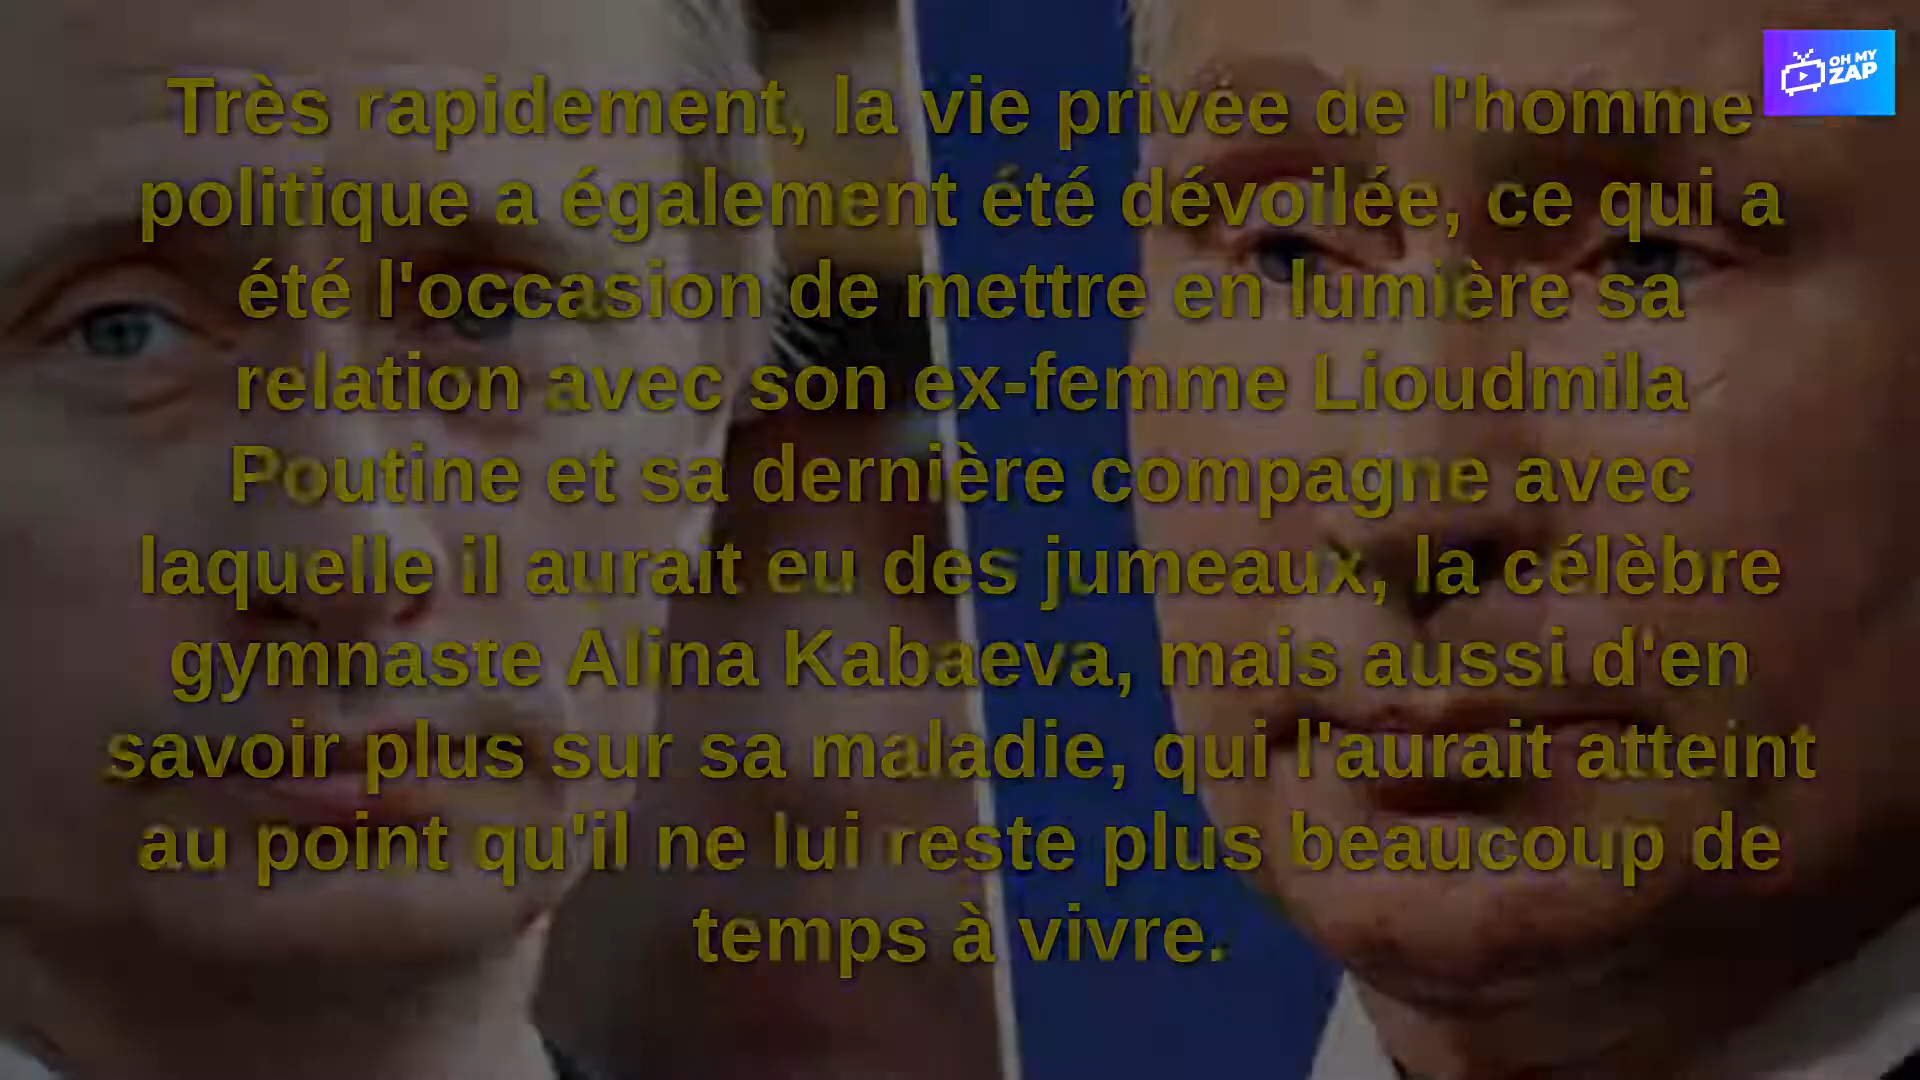 OH MY
ZAP
Très rapidement, la vie privée de l'homme
politique a également été dévoilée, ce qui a
été l'occasion de mettre en lumière sa
relation avec son ex-femme Lioudmila
Poutine et sa dernière compagne avec
laquelle il aurait eu des jumeaux, la célèbre
gymnaste Alina Kabaeva, mais aussi d'en
savoir plus sur sa maladie, qui l'aurait atteint
au point qu'il ne lui reste plus beaucoup de
temps à vivre.